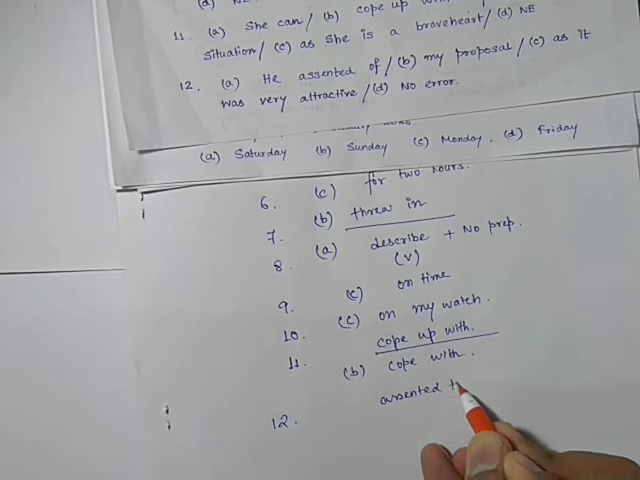 (d) NE.
11. (a) She can / (b) cope up with
situation / (c) as she is a braveheart / (d) NE
12. (a) He assented of / (b) my proposal / (c) as it
was very attractive / (d) No error.
(a) Saturday (b) Sunday (c) Monday. (d) Friday
6. (c) for two hours.
7. (b) threw in
8. (a) describe + No prep.
(v)
9. (c) on time
10. (c) on my watch.
11. cope up with.
(b) cope with.
12. assented t